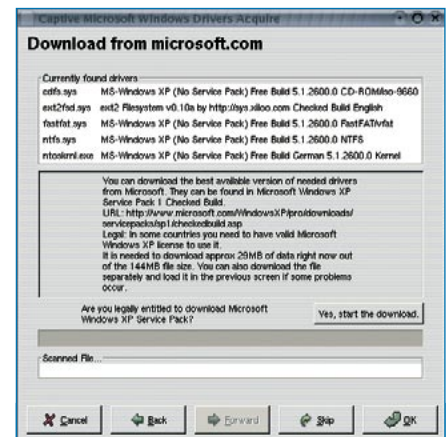 Captive Microsoft Windows Drivers Acquire
Download from microsoft.com
Currently found drivers
cdfs.sys MS-Windows XP (No Service Pack) Free Build 5.1.2600.0 CD-ROM/iso-9660
ext2fsd.sys ext2 Filesystem v0.10a by http://sys.xiloo.com Checked Build English
fastfat.sys MS-Windows XP (No Service Pack) Free Build 5.1.2600.0 FastFAT/vfat
ntfs.sys MS-Windows XP (No Service Pack) Free Build 5.1.2600.0 NTFS
ntoskrnl.exe MS-Windows XP (No Service Pack) Free Build German 5.1.2600.0 Kernel
You can download the best available version of needed drivers
from Microsoft. They can be found in Microsoft Windows XP
Service Pack 1 Checked Build.
URL: http://www.microsoft.com/WindowsXP/pro/downloads/
servicepacks/sp1/checkedbuild.asp
Legal: In some countries you need to have valid Microsoft
Windows XP license to use it.
It is needed to download approx 29MB of data right now out
of the 144MB file size. You can also download the file
separately and load it in the previous screen if some problems
occur.
Are you legally entitled to download Microsoft
Windows XP Service Pack?
Yes, start the download.
Scanned File...
Cancel Back Forward Skip OK